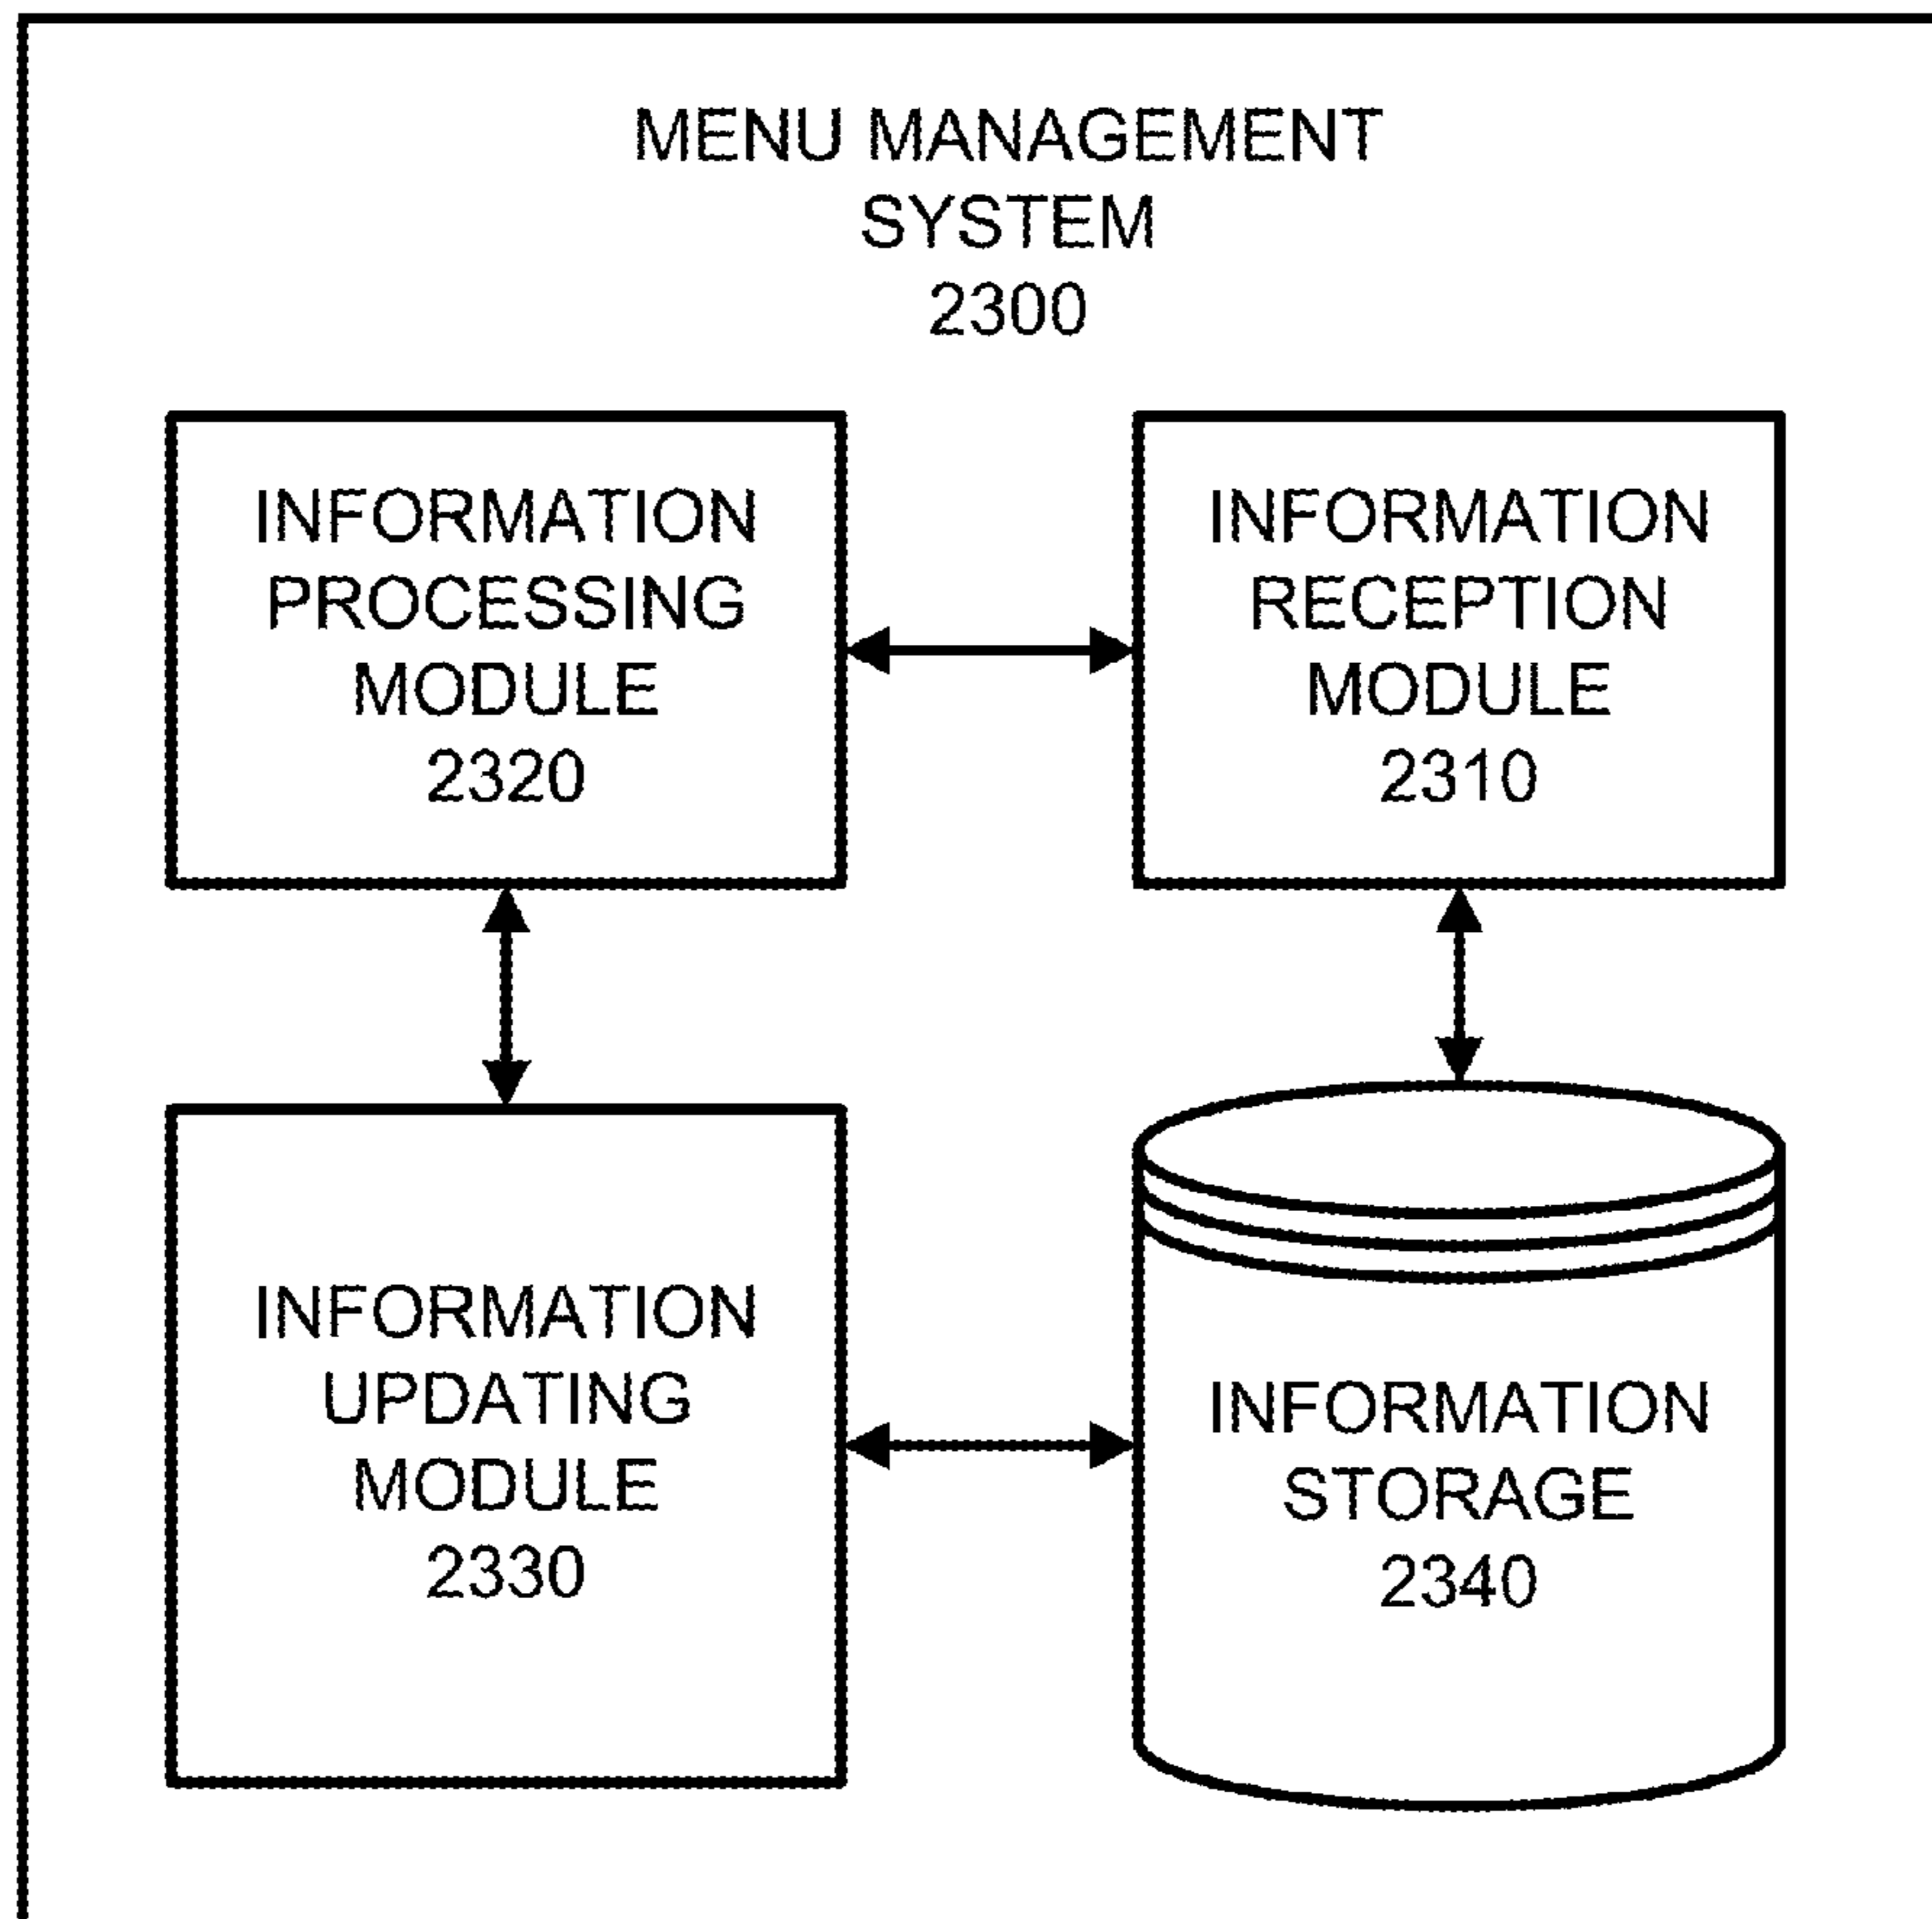 MENU MANAGEMENT
SYSTEM
2300
INFORMATION
PROCESSING
MODULE
2320
INFORMATION
RECEPTION
MODULE
2310
INFORMATION
UPDATING
MODULE
2330
INFORMATION
STORAGE
2340